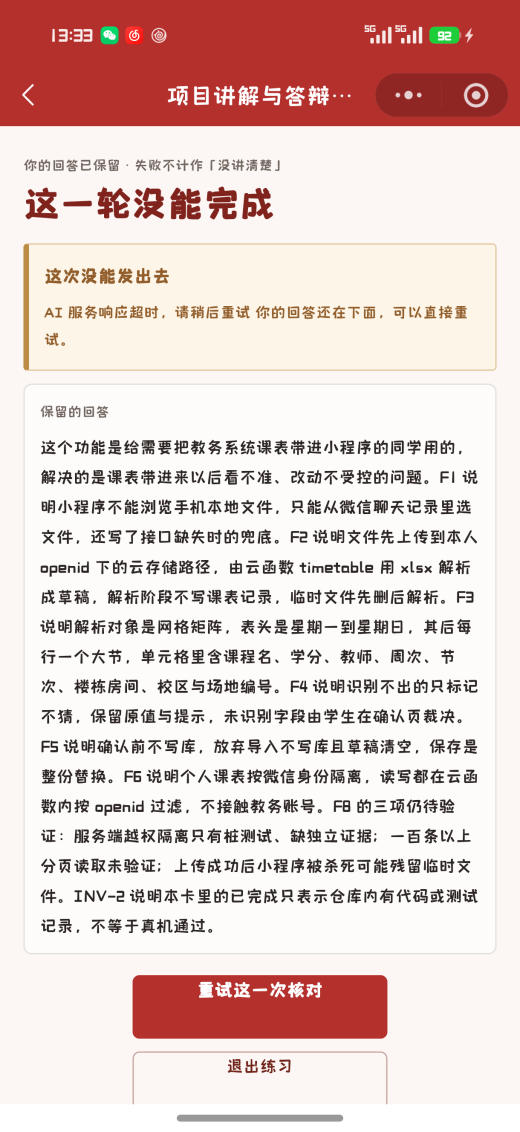 13:33
5G 5G 92
项目讲解与答辩…
你的回答已保留 · 失败不计作「没讲清楚」
这一轮没能完成
这次没能发出去
AI 服务响应超时，请稍后重试 你的回答还在下面，可以直接重
试。
保留的回答
这个功能是给需要把教务系统课表带进小程序的同学用的，
解决的是课表带进来以后看不准、改动不受控的问题。F1 说
明小程序不能浏览手机本地文件，只能从微信聊天记录里选
文件，还写了接口缺失时的兜底。F2 说明文件先上传到本人
openid 下的云存储路径，由云函数 timetable 用 xlsx 解析
成草稿，解析阶段不写课表记录，临时文件先删后解析。F3
说明解析对象是网格矩阵，表头是星期一到星期日，其后每
行一个大节，单元格里含课程名、学分、教师、周次、节
次、楼栋房间、校区与场地编号。F4 说明识别不出的只标记
不猜，保留原值与提示，未识别字段由学生在确认页裁决。
F5 说明确认前不写库，放弃导入不写库且草稿清空，保存是
整份替换。F6 说明个人课表按微信身份隔离，读写都在云函
数内按 openid 过滤，不接触教务账号。F8 的三项仍待验
证：服务端越权隔离只有桩测试、缺独立证据；一百条以上
分页读取未验证；上传成功后小程序被杀死可能残留临时文
件。INV-2 说明本卡里的已完成只表示仓库内有代码或测试
记录，不等于真机通过。
重试这一次核对
退出练习